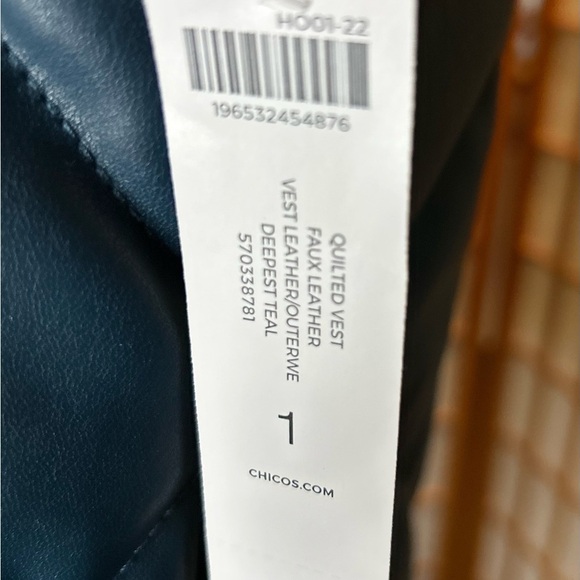 HO01-22
196532454876
QUILTED VEST
FAUX LEATHER
VEST LEATHER/OUTERWE
DEEPEST TEAL
570338781
1
CHICOS.COM